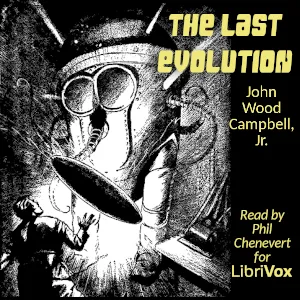 The Last
Evolution
John
Wood
Campbell,
Jr.
Read by
Phil
Chenevert
for
LibriVox